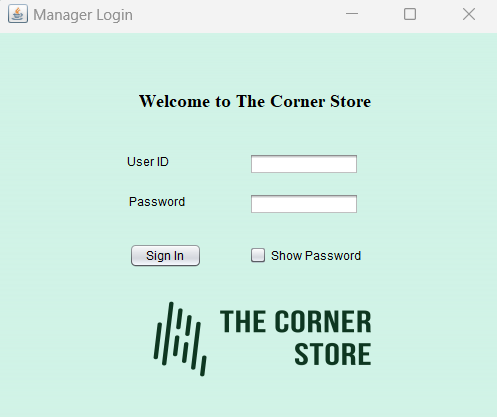 Manager Login
Welcome to The Corner Store
User ID
Password
Sign In
Show Password
THE CORNER
STORE